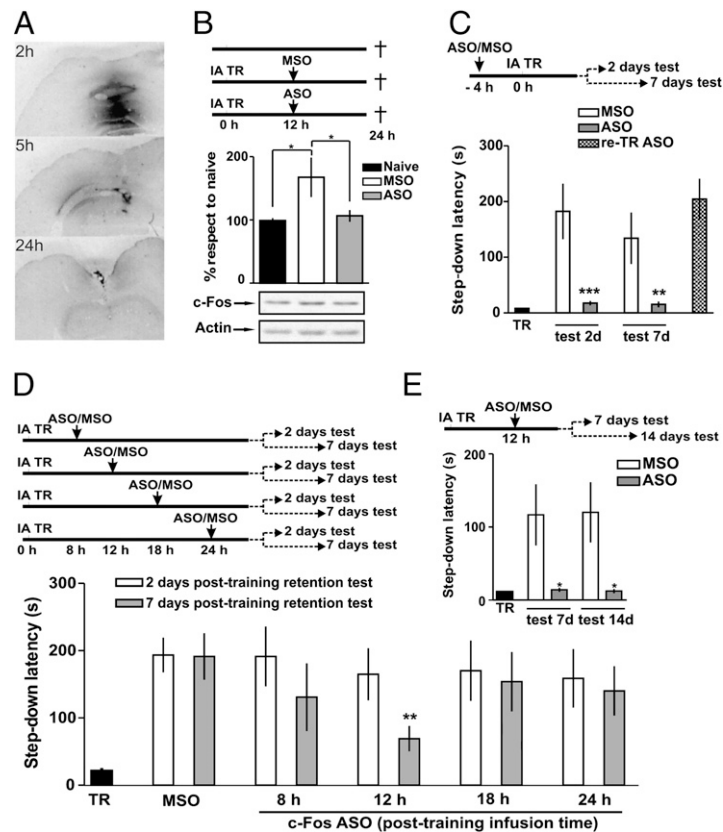 A
2h
5h
24h
B
MSO
IA TR
ASO
IA TR
0 h 12h
24 h
% respect to naive
200
100
0
*
*
Naive
MSO
ASO
c-Fos
Actin
C
ASO/MSO
IA TR
2 days test
7 days test
- 4 h 0 h
MSO
ASO
re-TR ASO
Step-down latency (s)
300
200
100
0
***
**
TR
test 2d
test 7d
D
ASO/MSO
IA TR
2 days test
7 days test
ASO/MSO
IA TR
2 days test
7 days test
ASO/MSO
IA TR
2 days test
7 days test
ASO/MSO
IA TR
2 days test
7 days test
0 h 8 h 12 h 18 h 24 h
Step-down latency (s)
300
200
100
0
2 days post-training retention test
7 days post-training retention test
**
TR
MSO
8 h
12 h
18 h
24 h
c-Fos ASO (post-training infusion time)
E
IA TR
ASO/MSO
7 days test
14 days test
12h
MSO
ASO
Step-down latency (s)
200
100
0
*
*
TR
test 7d
test 14d